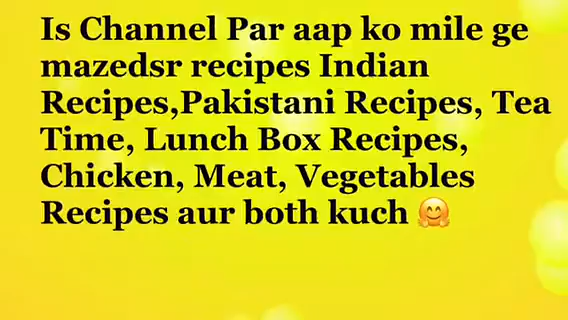 Is Channel Par aap ko mile ge
mazedsr recipes Indian
Recipes,Pakistani Recipes, Tea
Time, Lunch Box Recipes,
Chicken, Meat, Vegetables
Recipes aur both kuch 🤗